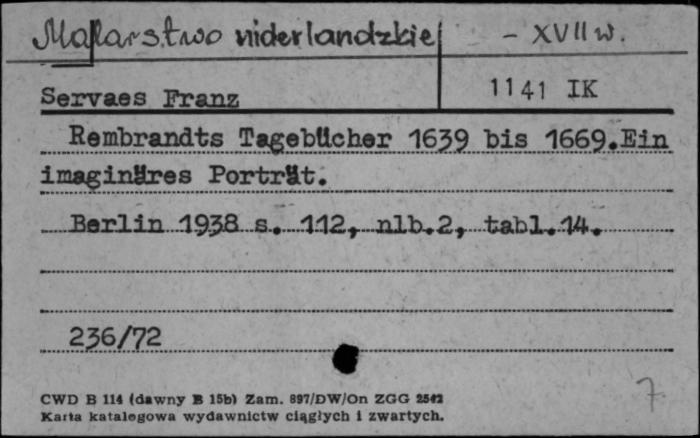 Malarstwo niderlandzkie - XVII w.
Servaes Franz 1141 IK
Rembrandts Tagebücher 1639 bis 1669.Ein
imaginäres Porträt.
Berlin 1938 s. 112, nlb.2, tabl.14.
236/72
CWD B 114 (dawny B 15b) Zam. 897/DW/On ZGG 2542
Karta katalogowa wydawnictw ciągłych i zwartych.
7